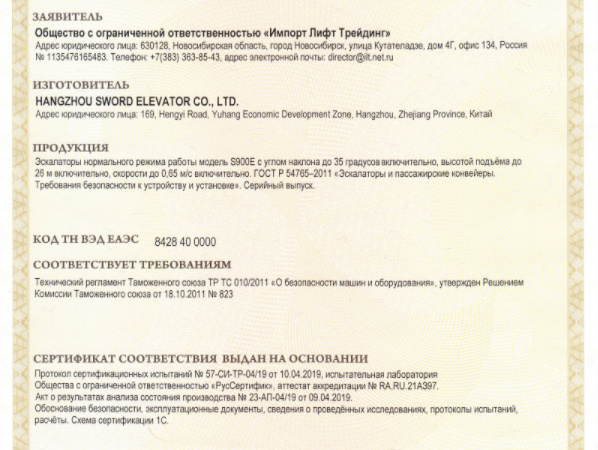 ЗАЯВИТЕЛЬ
Общество с ограниченной ответственностью «Импорт Лифт Трейдинг»
Адрес юридического лица: 630128, Новосибирская область, город Новосибирск, улица Кутателадзе, дом 4Г, офис 134, Россия
№ 1135476165483. Телефон: +7(383) 363-85-43, адрес электронной почты: director@ilt.net.ru
ИЗГОТОВИТЕЛЬ
HANGZHOU SWORD ELEVATOR CO., LTD.
Адрес юридического лица: 169, Hengyi Road, Yuhang Economic Development Zone, Hangzhou, Zhejiang Province, Китай
ПРОДУКЦИЯ
Эскалаторы нормального режима работы модель S900E с углом наклона до 35 градусов включительно, высотой подъёма до
26 м включительно, скорости до 0,65 м/с включительно. ГОСТ Р 54765–2011 «Эскалаторы и пассажирские конвейеры.
Требования безопасности к устройству и установке». Серийный выпуск.
КОД ТН ВЭД ЕАЭС 8428 40 0000
СООТВЕТСТВУЕТ ТРЕБОВАНИЯМ
Технический регламент Таможенного союза ТР ТС 010/2011 «О безопасности машин и оборудования», утвержден Решением
Комиссии Таможенного союза от 18.10.2011 № 823
СЕРТИФИКАТ СООТВЕТСТВИЯ ВЫДАН НА ОСНОВАНИИ
Протокол сертификационных испытаний № 57-СИ-ТР-04/19 от 10.04.2019, испытательная лаборатория
Общества с ограниченной ответственностью «РусСертифик», аттестат аккредитации № RA.RU.21А397.
Акт о результатах анализа состояния производства № 23-АП-04/19 от 09.04.2019.
Обоснование безопасности, эксплуатационные документы, сведения о проведённых исследованиях, протоколы испытаний,
расчёты. Схема сертификации 1С.